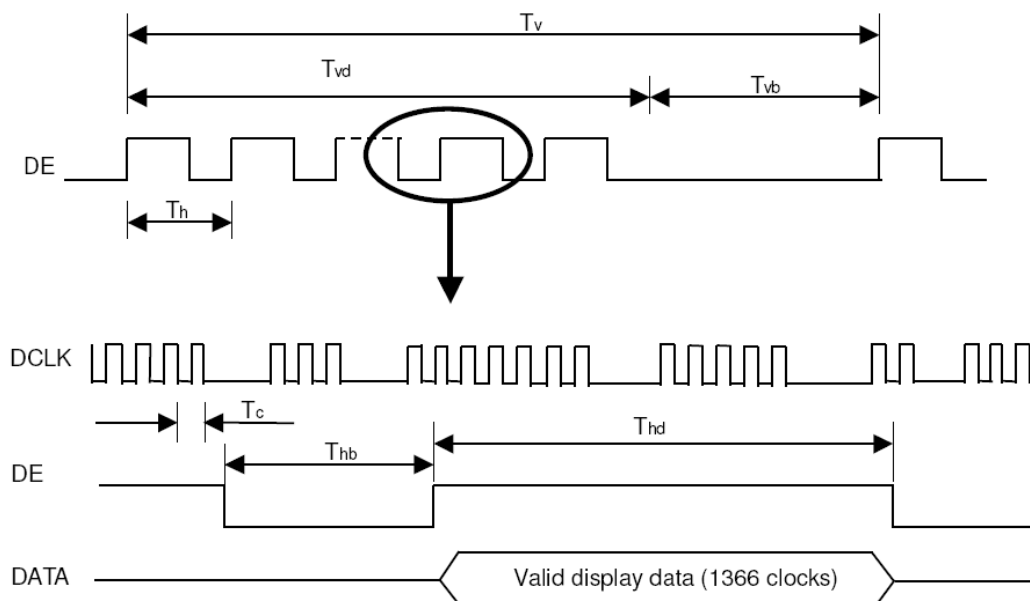 Tv
Tvd
Tvb
DE
Th
DCLK
Tc
Thd
Thb
DE
DATA
Valid display data (1366 clocks)